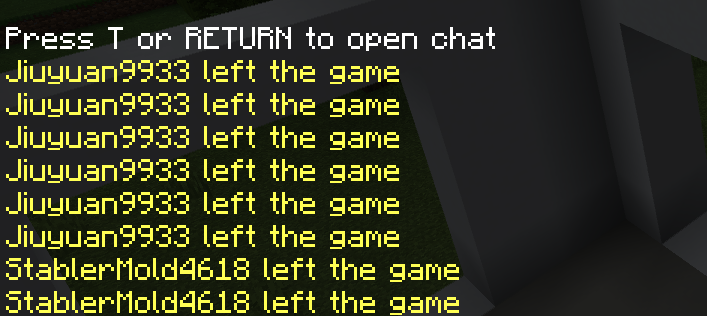 Press T or RETURN to open chat
Jiuyuan9933 left the game
Jiuyuan9933 left the game
Jiuyuan9933 left the game
Jiuyuan9933 left the game
Jiuyuan9933 left the game
Jiuyuan9933 left the game
StablerMold4618 left the game
StablerMold4618 left the game